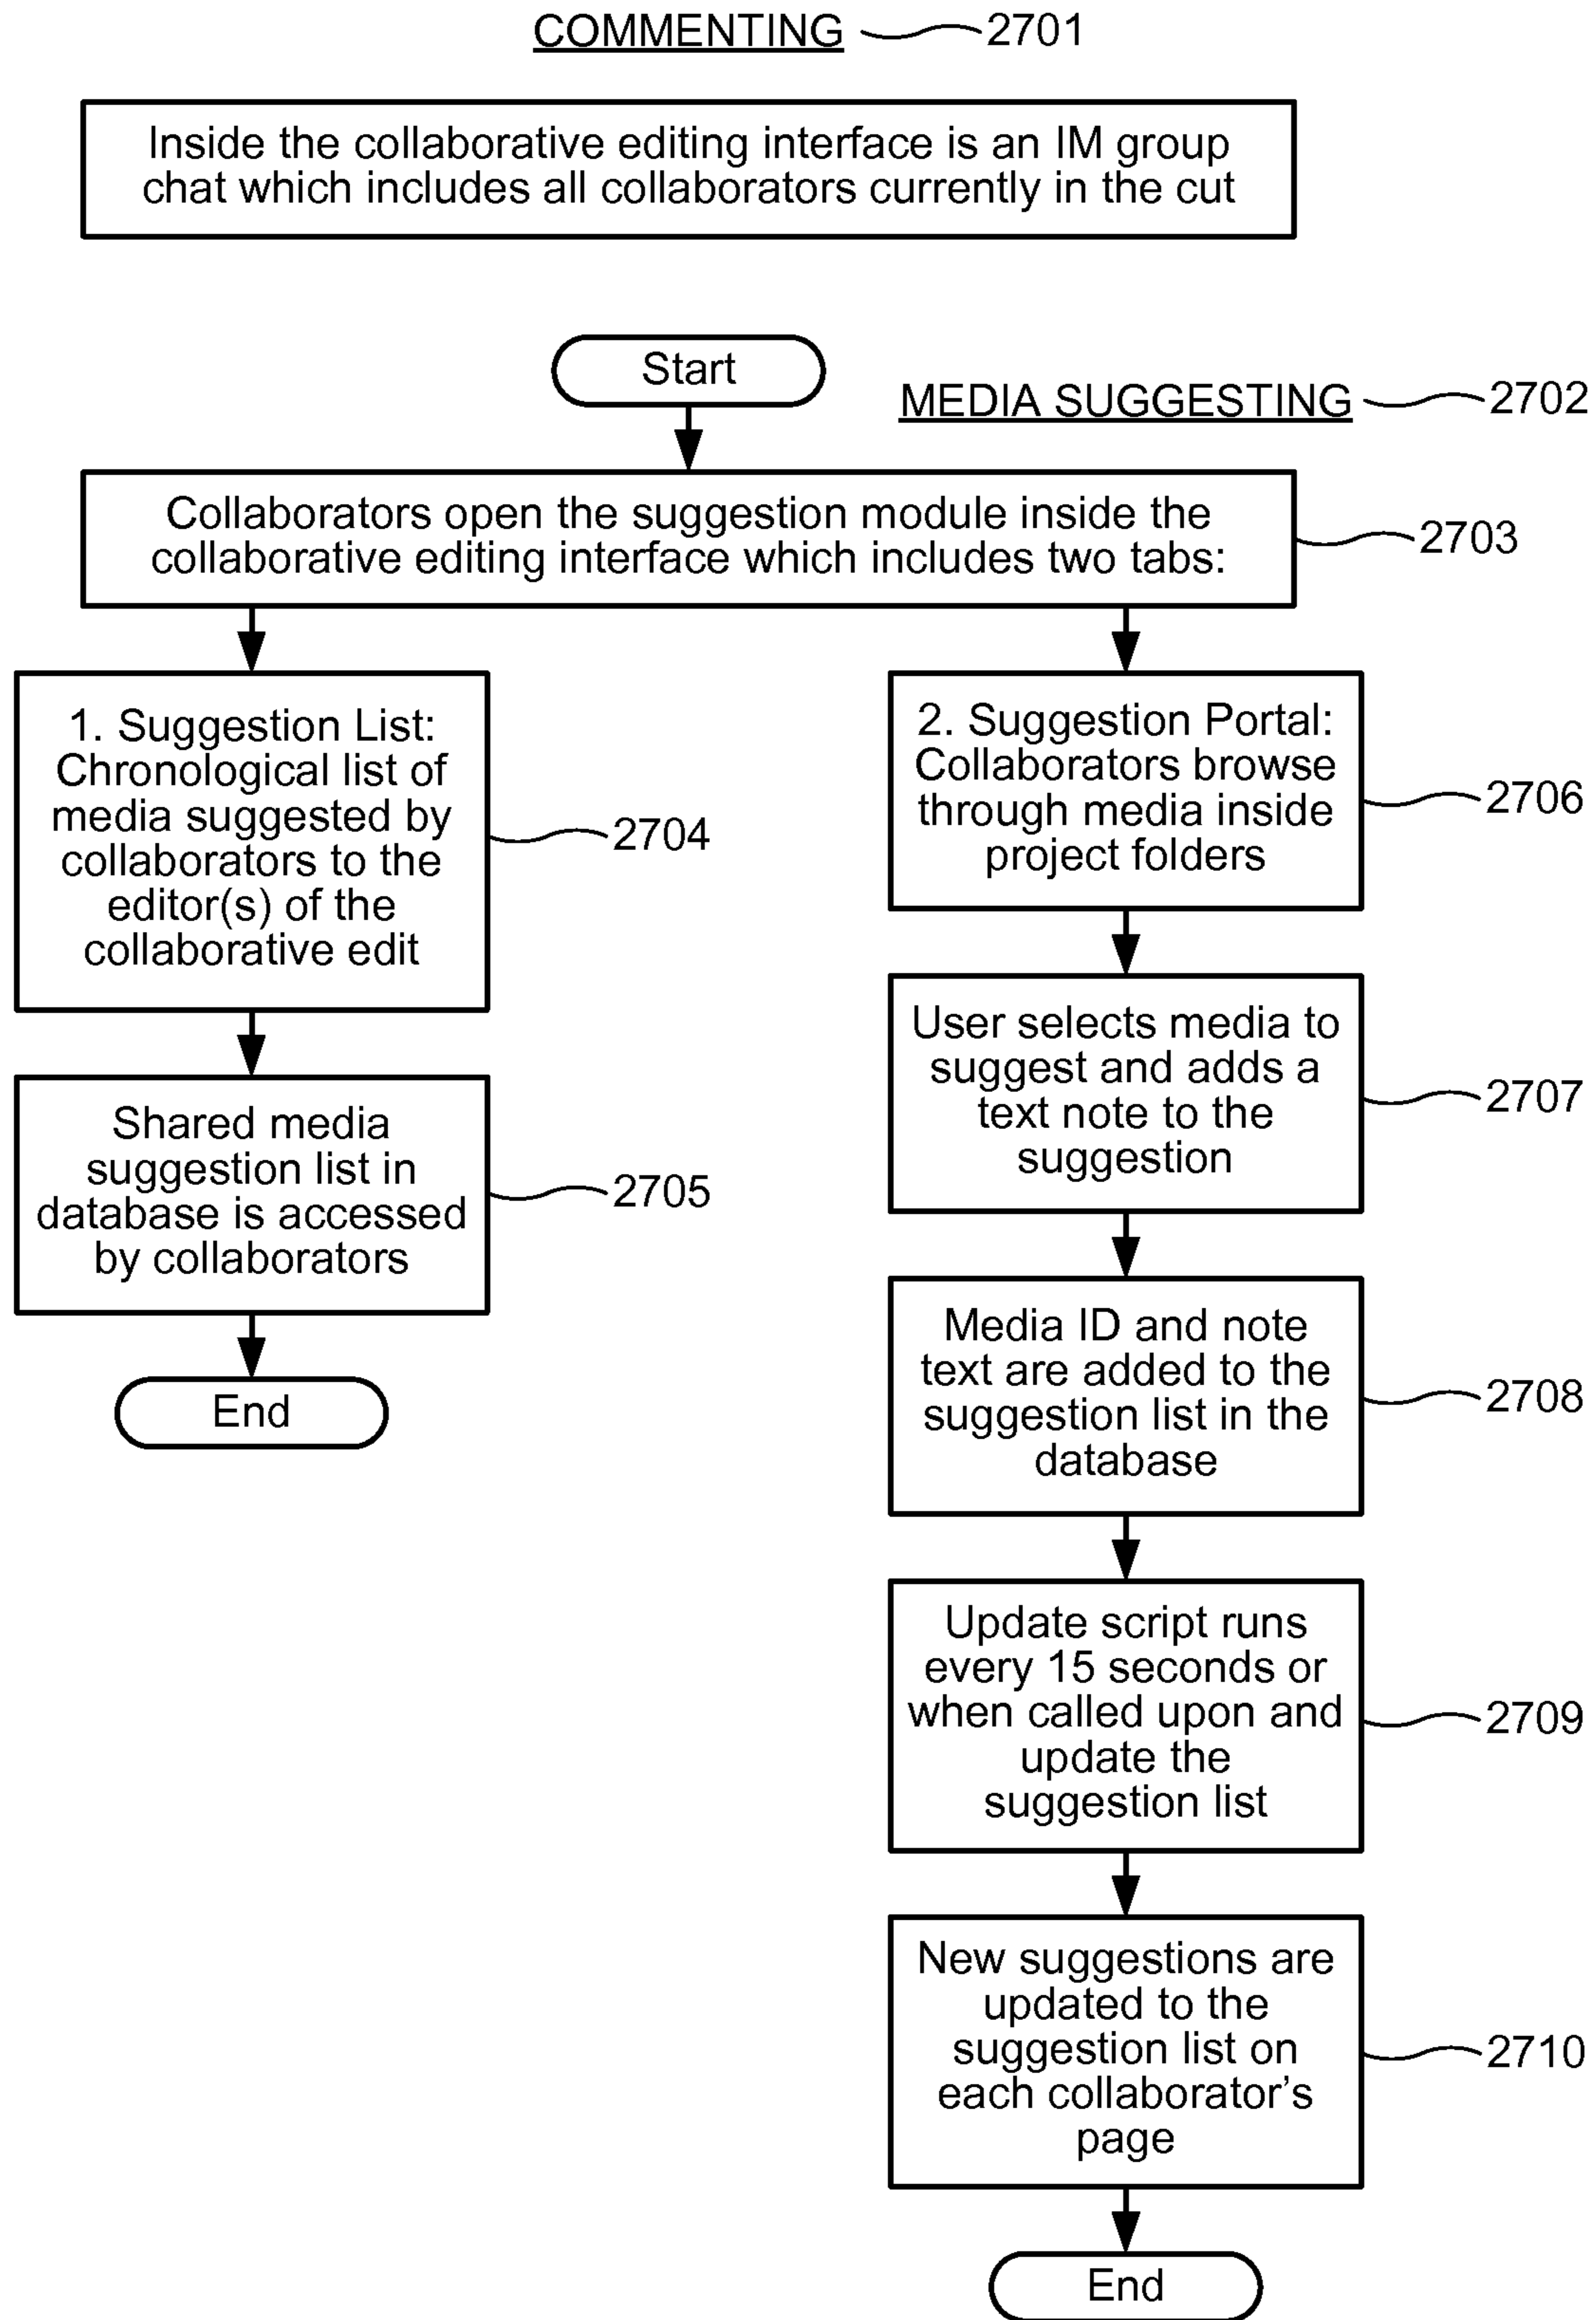 COMMENTING 2701
Inside the collaborative editing interface is an IM group
chat which includes all collaborators currently in the cut
Start
MEDIA SUGGESTING 2702
Collaborators open the suggestion module inside the
collaborative editing interface which includes two tabs:
2703
1. Suggestion List:
Chronological list of
media suggested by
collaborators to the
editor(s) of the
collaborative edit
2704
Shared media
suggestion list in
database is accessed
by collaborators
2705
End
2. Suggestion Portal:
Collaborators browse
through media inside
project folders
2706
User selects media to
suggest and adds a
text note to the
suggestion
2707
Media ID and note
text are added to the
suggestion list in the
database
2708
Update script runs
every 15 seconds or
when called upon and
update the
suggestion list
2709
New suggestions are
updated to the
suggestion list on
each collaborator's
page
2710
End